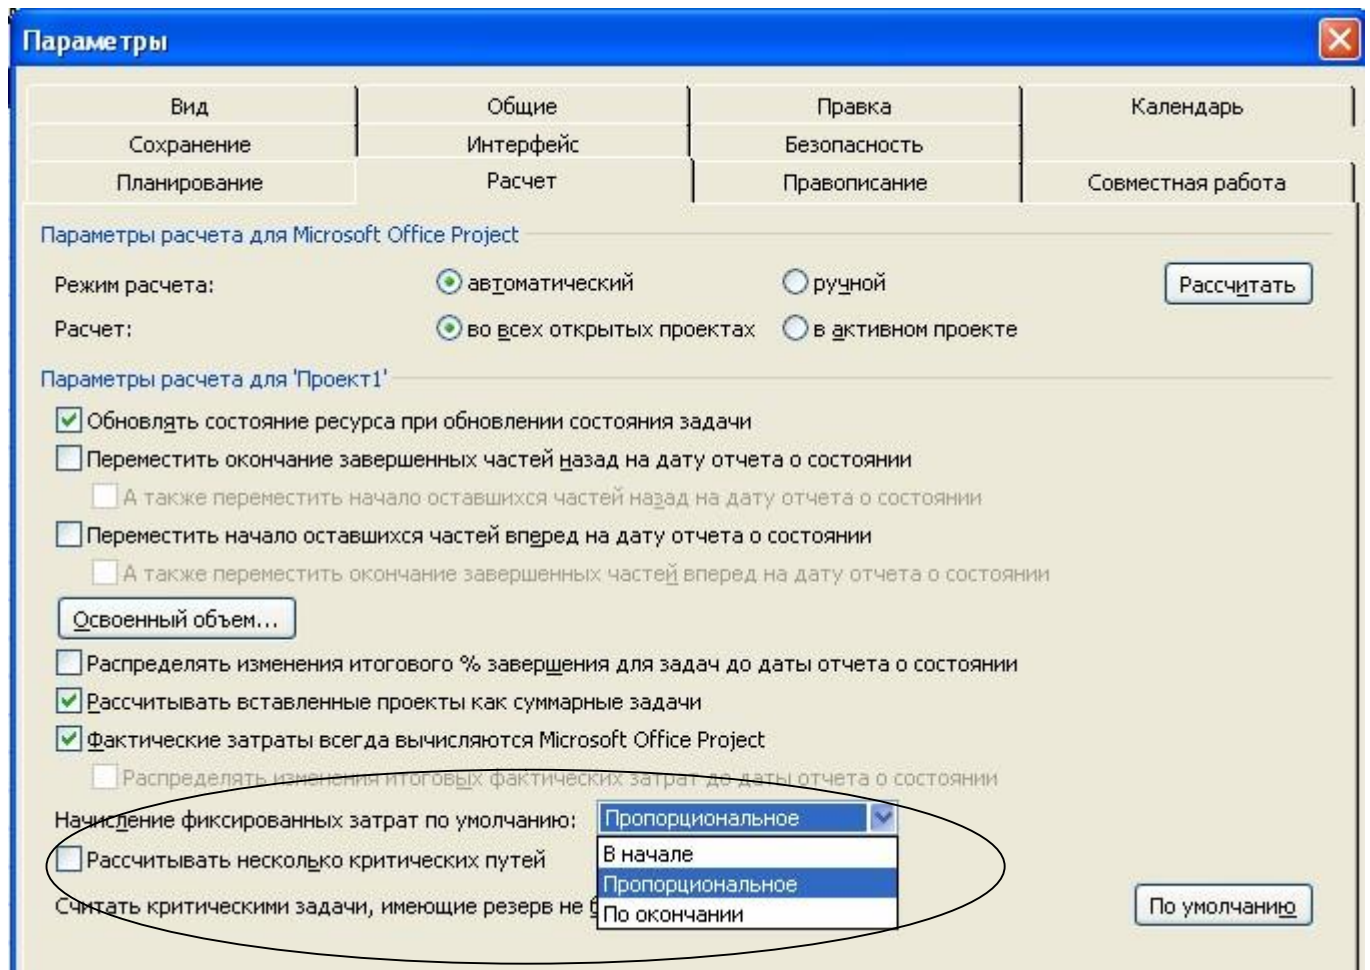 Параметры
Вид Общие Правка Календарь
Сохранение Интерфейс Безопасность
Планирование Расчет Правописание Совместная работа
Параметры расчета для Microsoft Office Project
Режим расчета: автоматический ручной Рассчитать
Расчет: во всех открытых проектах в активном проекте
Параметры расчета для 'Проект1'
Обновлять состояние ресурса при обновлении состояния задачи
Переместить окончание завершенных частей назад на дату отчета о состоянии
А также переместить начало оставшихся частей назад на дату отчета о состоянии
Переместить начало оставшихся частей вперед на дату отчета о состоянии
А также переместить окончание завершенных частей вперед на дату отчета о состоянии
Освоенный объем...
Распределять изменения итогового % завершения для задач до даты отчета о состоянии
Рассчитывать вставленные проекты как суммарные задачи
Фактические затраты всегда вычисляются Microsoft Office Project
Распределять изменения итоговых фактических затрат до даты отчета о состоянии
Начисление фиксированных затрат по умолчанию: Пропорциональное
Рассчитывать несколько критических путей В начале
Пропорциональное
Считать критическими задачи, имеющие резерв не По окончании По умолчанию